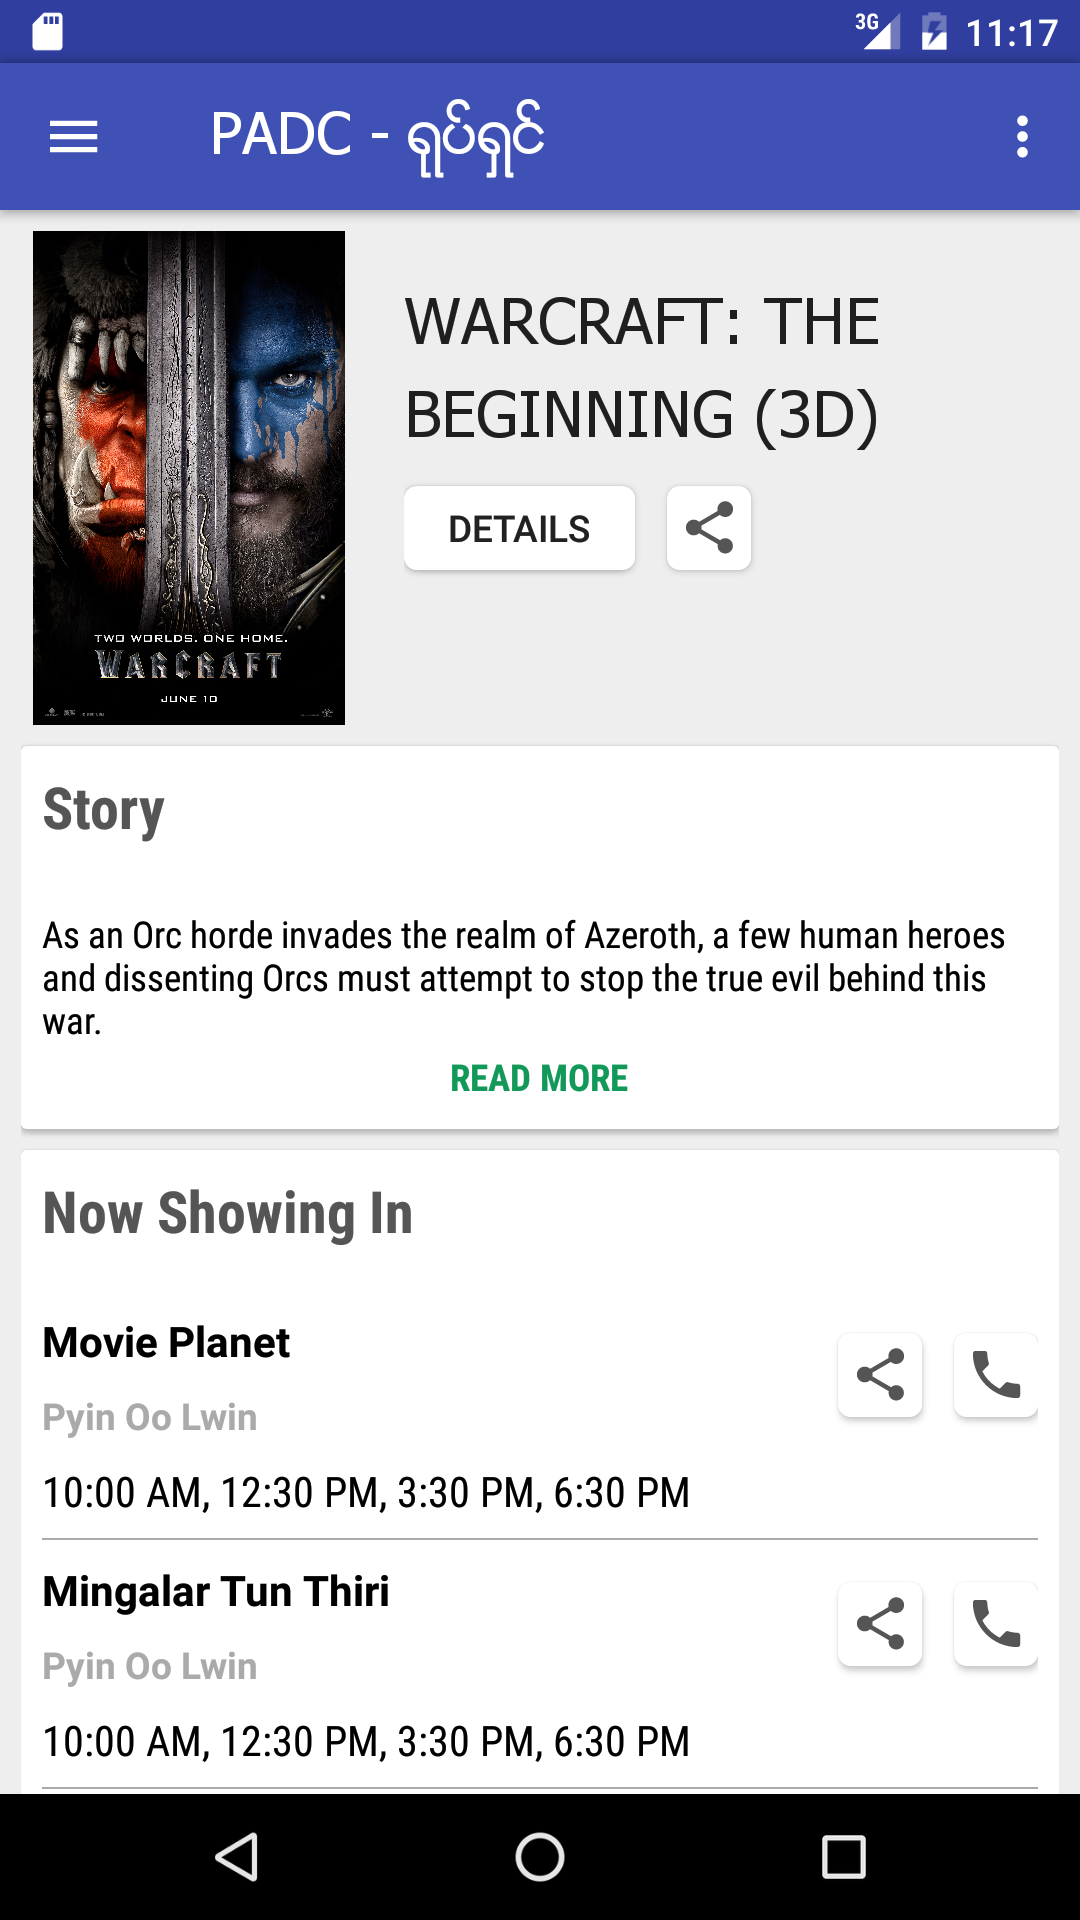 3G 11:17
PADC - ရုပ်ရှင်
WARCRAFT: THE
BEGINNING (3D)
DETAILS
TWO WORLDS. ONE HOME.
WARCRAFT
JUNE 10
Story
As an Orc horde invades the realm of Azeroth, a few human heroes
and dissenting Orcs must attempt to stop the true evil behind this
war.
READ MORE
Now Showing In
Movie Planet
Pyin Oo Lwin
10:00 AM, 12:30 PM, 3:30 PM, 6:30 PM
Mingalar Tun Thiri
Pyin Oo Lwin
10:00 AM, 12:30 PM, 3:30 PM, 6:30 PM